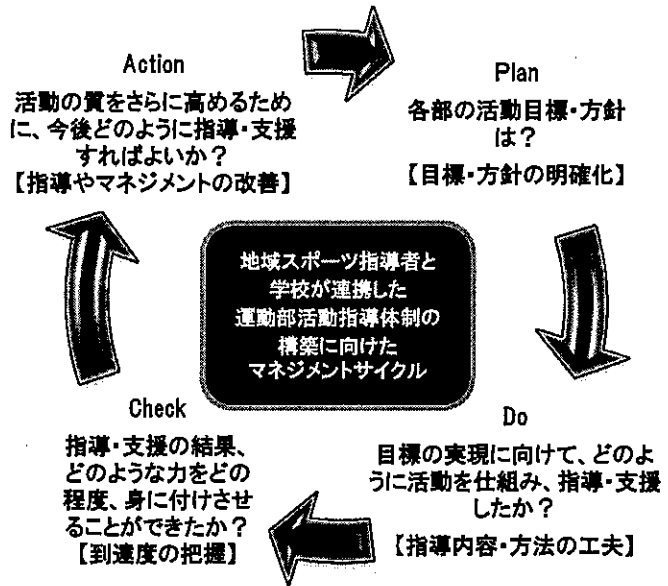 Action
活動の質をさらに高めるため
に、今後どのように指導・支援
すればよいか?
【指導やマネジメントの改善】
Plan
各部の活動目標・方針
は?
【目標・方針の明確化】
地域スポーツ指導者と
学校が連携した
運動部活動指導体制の
構築に向けた
マネジメントサイクル
Check
指導・支援の結果、
どのような力をどの
程度、身に付けさせ
ることができたか?
【到達度の把握】
Do
目標の実現に向けて、どのよ
うに活動を仕組み、指導・支援
したか?
【指導内容・方法の工夫】